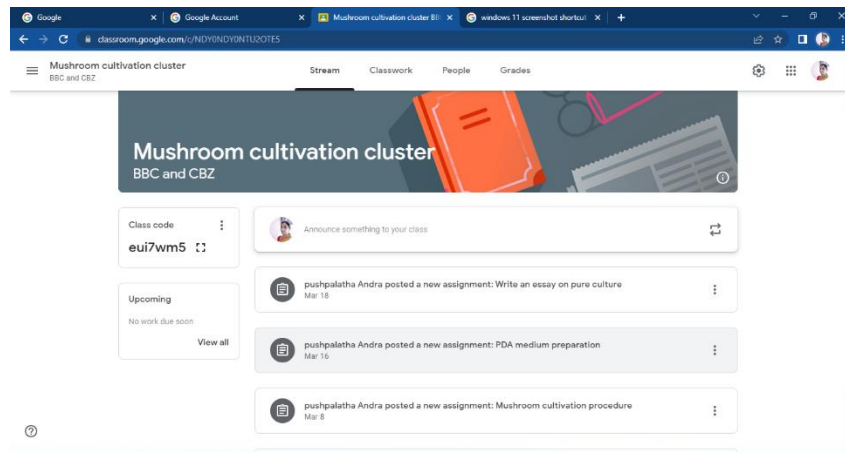 Google
Google Account
Mushroom cultivation cluster BB
windows 11 screenshot shortcut
classroom.google.com/c/NDY0NDY0NTU2OTE5
Mushroom cultivation cluster
BBC and CBZ
Stream
Classwork
People
Grades
Mushroom cultivation cluster
BBC and CBZ
Class code
eui7wm5
Announce something to your class
Upcoming
No work due soon
View all
pushpalatha Andra posted a new assignment: Write an essay on pure culture
Mar 18
pushpalatha Andra posted a new assignment: PDA medium preparation
Mar 16
pushpalatha Andra posted a new assignment: Mushroom cultivation procedure
Mar 8